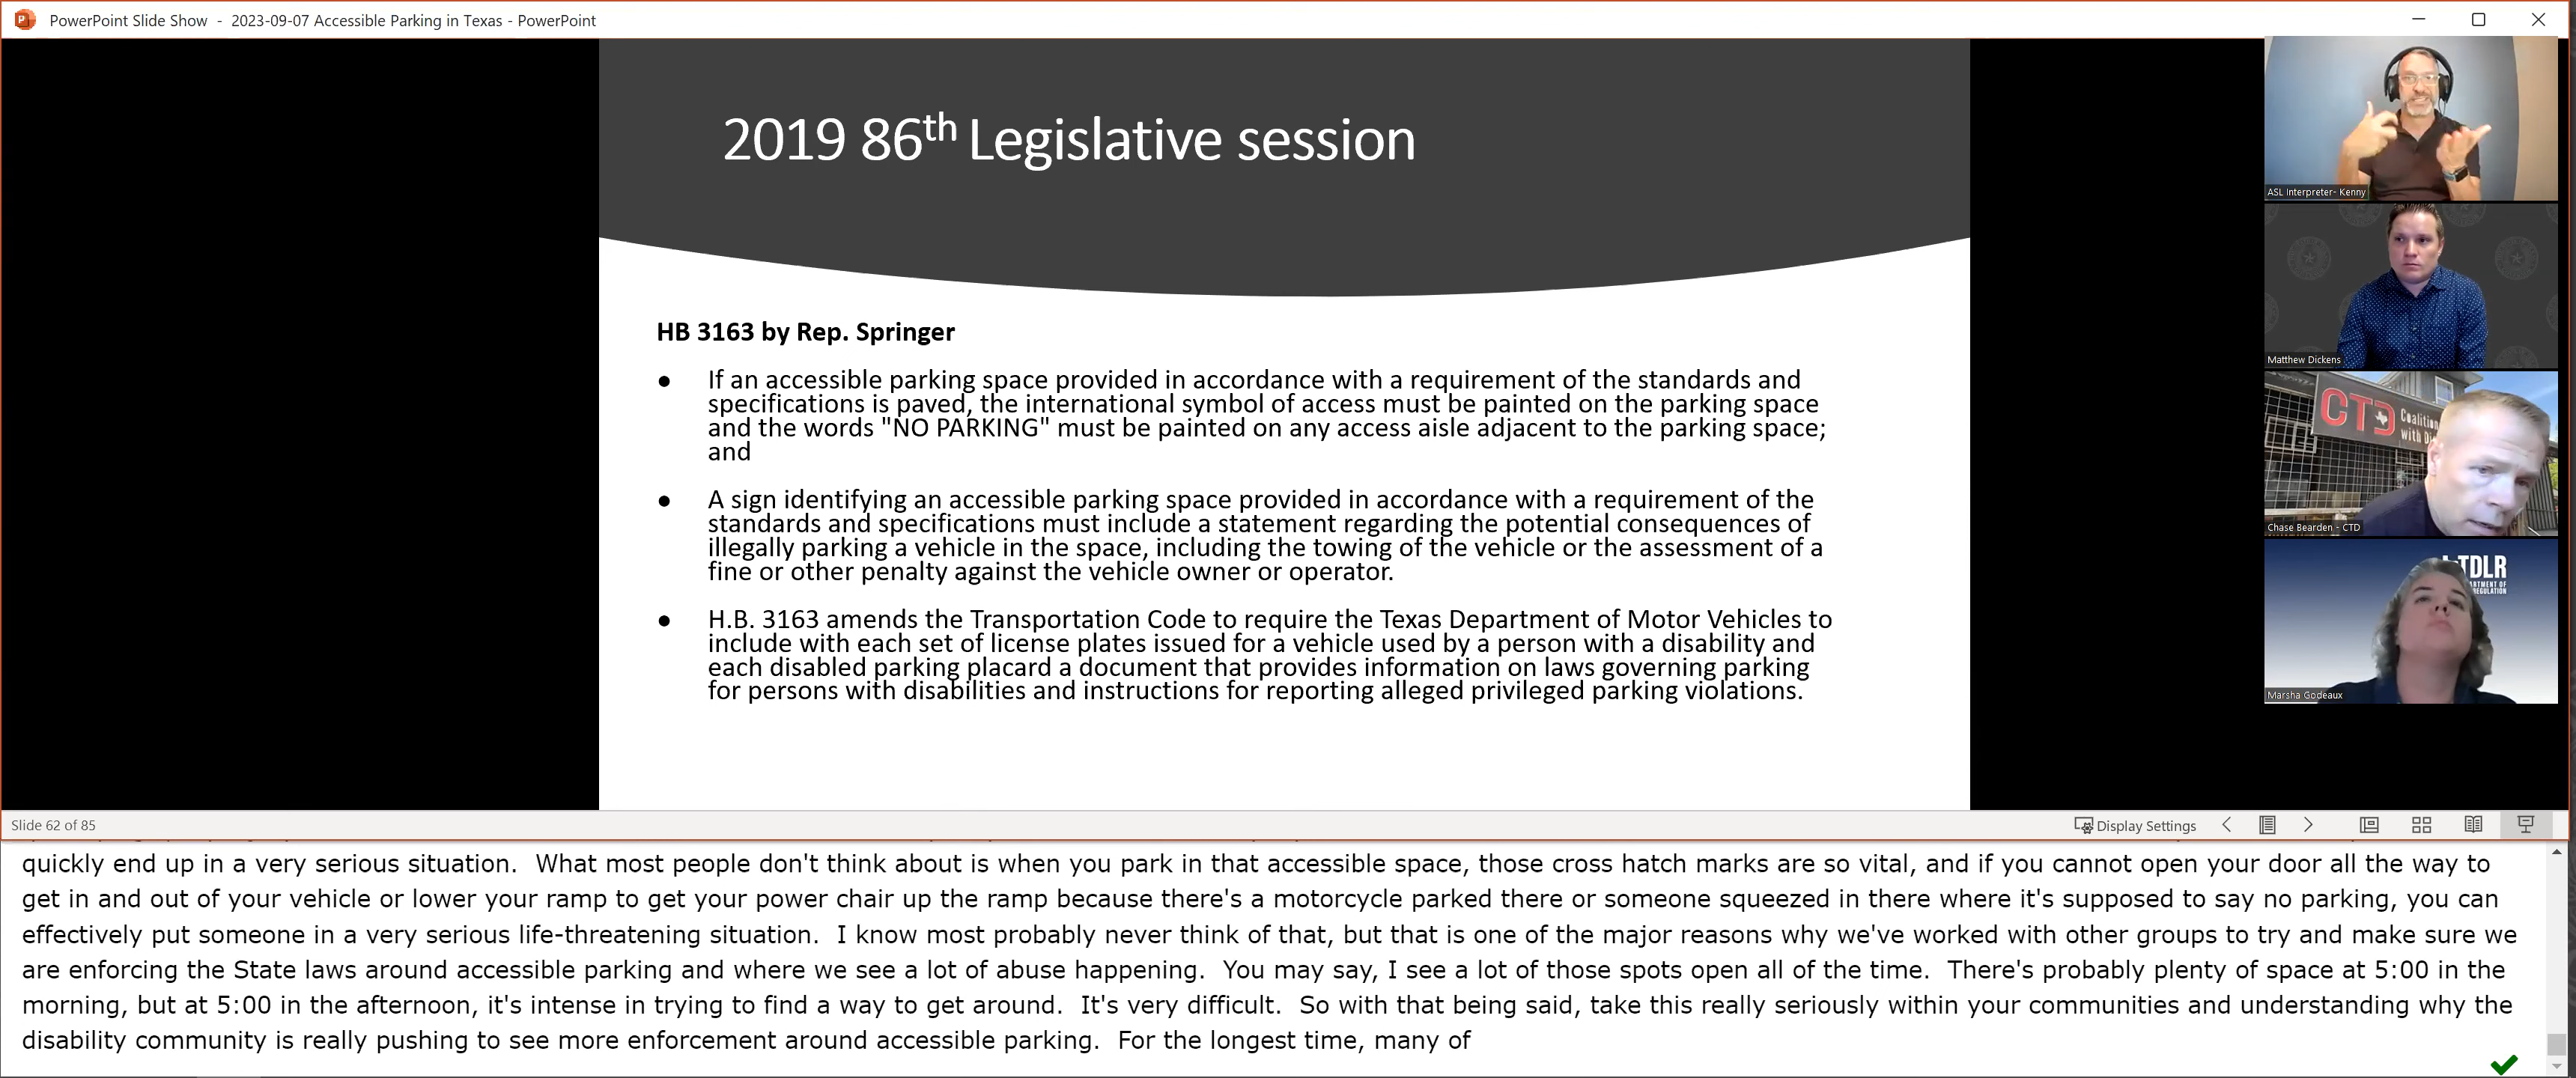 PowerPoint Slide Show - 2023-09-07 Accessible Parking in Texas - PowerPoint
2019 86th Legislative session
HB 3163 by Rep. Springer
● If an accessible parking space provided in accordance with a requirement of the standards and
specifications is paved, the international symbol of access must be painted on the parking space
and the words "NO PARKING" must be painted on any access aisle adjacent to the parking space;
and
● A sign identifying an accessible parking space provided in accordance with a requirement of the
standards and specifications must include a statement regarding the potential consequences of
illegally parking a vehicle in the space, including the towing of the vehicle or the assessment of a
fine or other penalty against the vehicle owner or operator.
● H.B. 3163 amends the Transportation Code to require the Texas Department of Motor Vehicles to
include with each set of license plates issued for a vehicle used by a person with a disability and
each disabled parking placard a document that provides information on laws governing parking
for persons with disabilities and instructions for reporting alleged privileged parking violations.
ASL Interpreter- Kenny
Matthew Dickens
CTD
Coalition
with
Chase Bearden - CTD
TDLR
REGULATION
Marsha Godeaux
Slide 62 of 85
Display Settings
quickly end up in a very serious situation. What most people don't think about is when you park in that accessible space, those cross hatch marks are so vital, and if you cannot open your door all the way to
get in and out of your vehicle or lower your ramp to get your power chair up the ramp because there's a motorcycle parked there or someone squeezed in there where it's supposed to say no parking, you can
effectively put someone in a very serious life-threatening situation. I know most probably never think of that, but that is one of the major reasons why we've worked with other groups to try and make sure we
are enforcing the State laws around accessible parking and where we see a lot of abuse happening. You may say, I see a lot of those spots open all of the time. There's probably plenty of space at 5:00 in the
morning, but at 5:00 in the afternoon, it's intense in trying to find a way to get around. It's very difficult. So with that being said, take this really seriously within your communities and understanding why the
disability community is really pushing to see more enforcement around accessible parking. For the longest time, many of